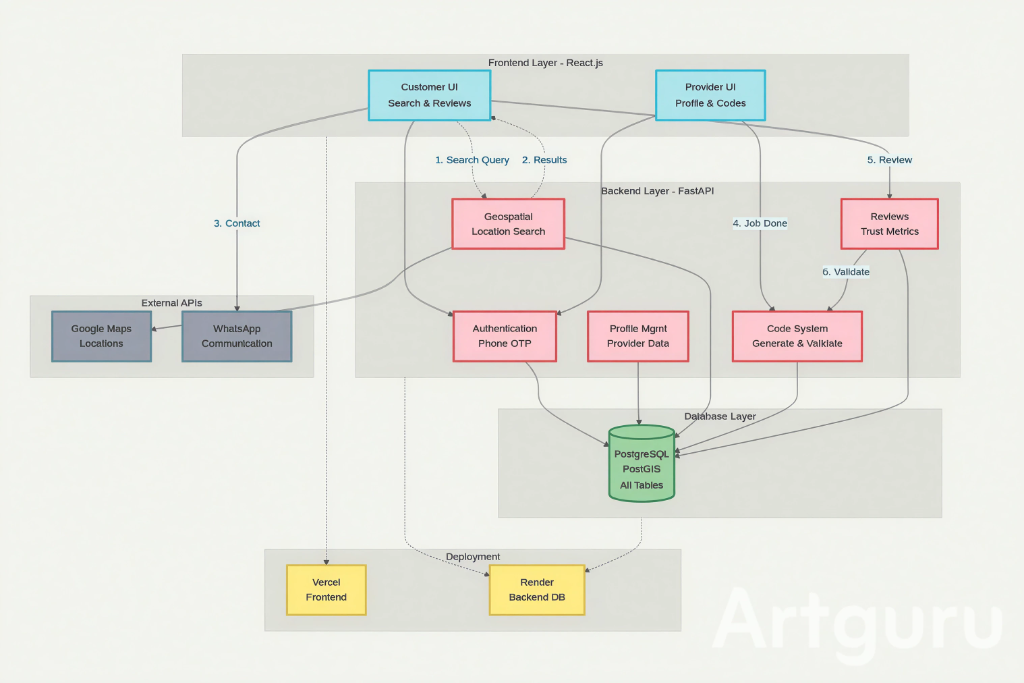 Frontend Layer - React.js
Customer UI
Search & Reviews
Provider UI
Profile & Codes
1. Search Query
2. Results
5. Review
Backend Layer - FastAPI
Geospatial
Location Search
Reviews
Trust Metrics
3. Contact
4. Job Done
6. Validate
External APIs
Google Maps
Locations
WhatsApp
Communication
Authentication
Phone OTP
Profile Mgmt
Provider Data
Code System
Generate & Valklate
Database Layer
PostgreSQL
PostGIS
All Tables
Deployment
Vercel
Frontend
Render
Backend DB
Artguru